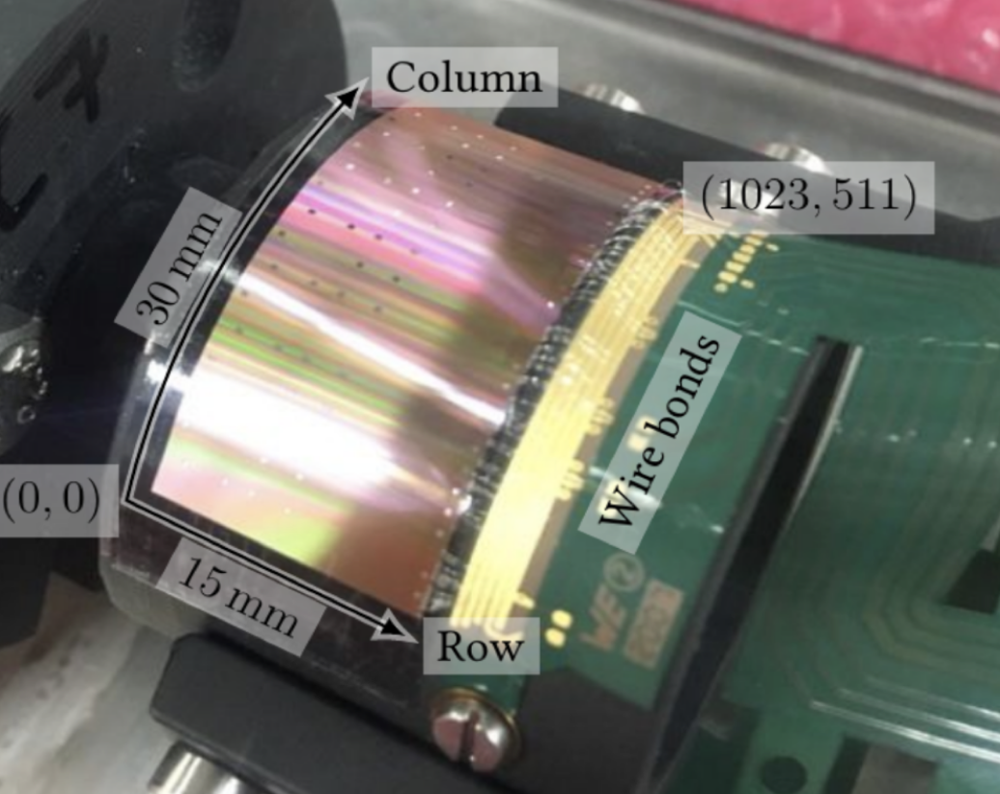 Column
(1023, 511)
30 mm
Wire bonds
(0, 0)
15 mm
Row